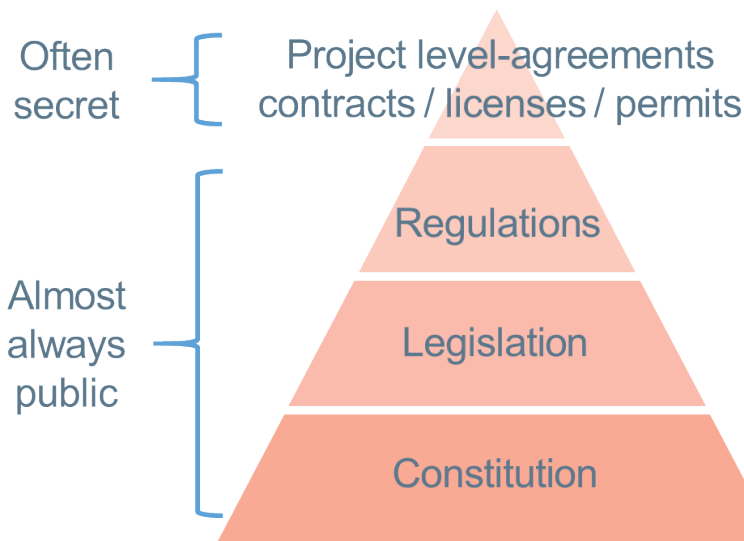 Often
secret
Project level-agreements
contracts / licenses / permits
Regulations
Almost
always
public
Legislation
Constitution